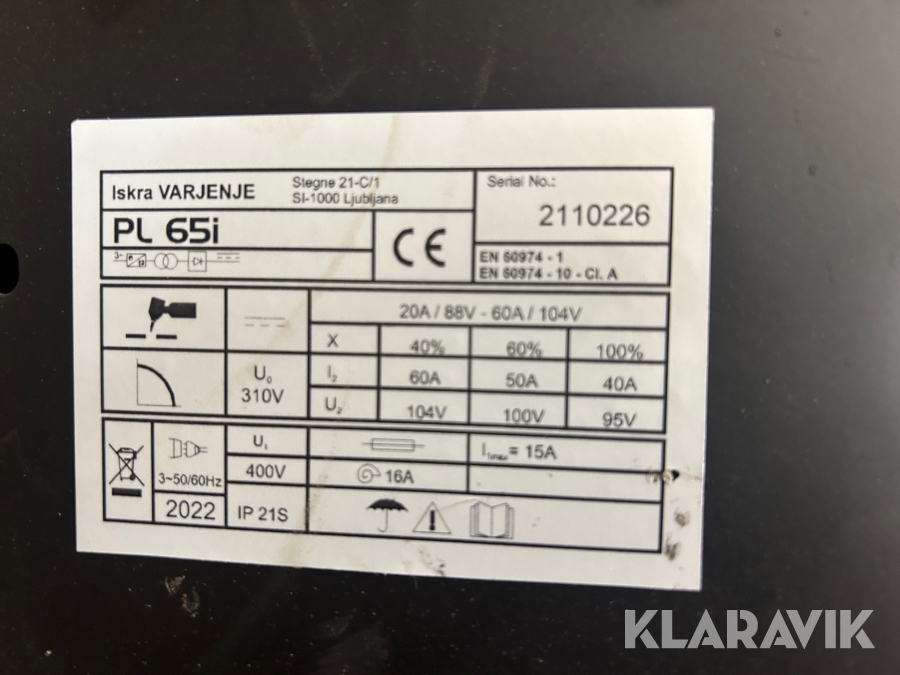 Iskra VARJENJE
Stegne 21-C/1
SI-1000 Ljubljana
Serial No.:
2110226
PL 65i
CE
3~
EN 60974 - 1
EN 60974 - 10 - Cl. A
20A / 88V - 60A / 104V
X 40% 60% 100%
U₀
310V
I₂ 60A 50A 40A
U₂ 104V 100V 95V
3~50/60Hz
U₁
400V
16A
I₁max = 15A
2022
IP 21S
KLARAVIK